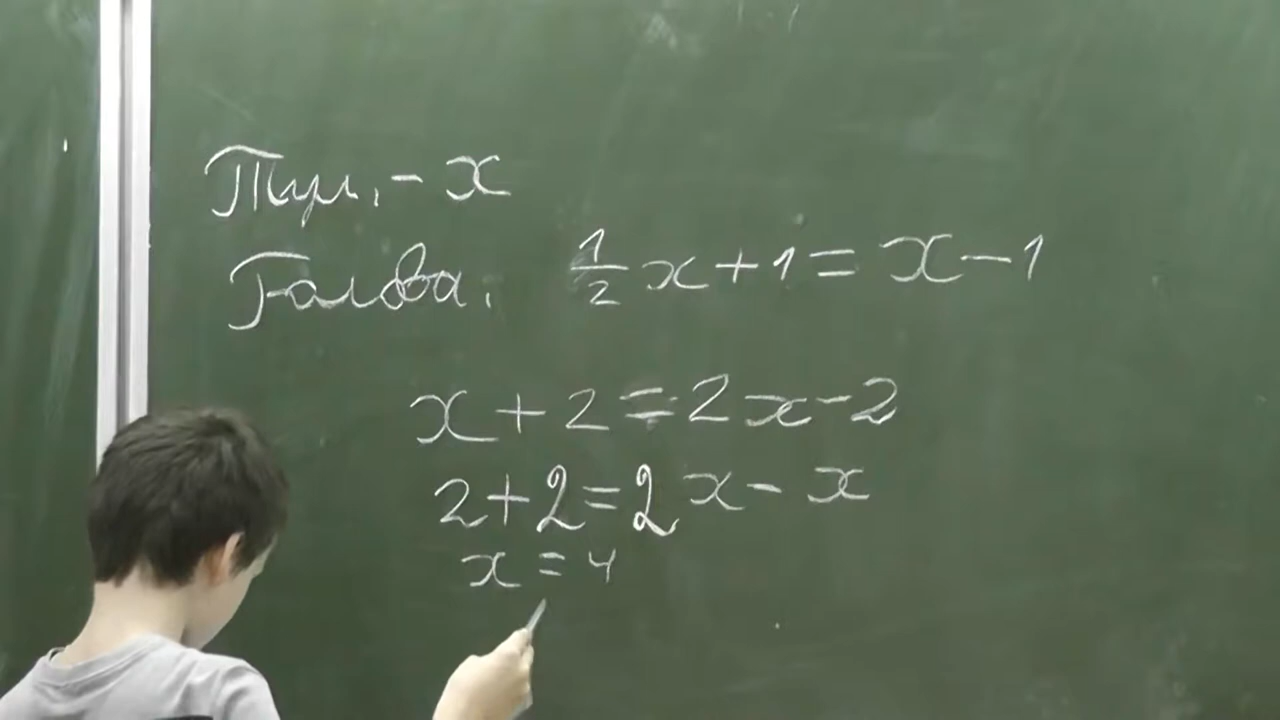 Тул. - x
Голова. 1/2 x + 1 = x - 1
x + 2 = 2x - 2
2 + 2 = 2x - x
x = 4